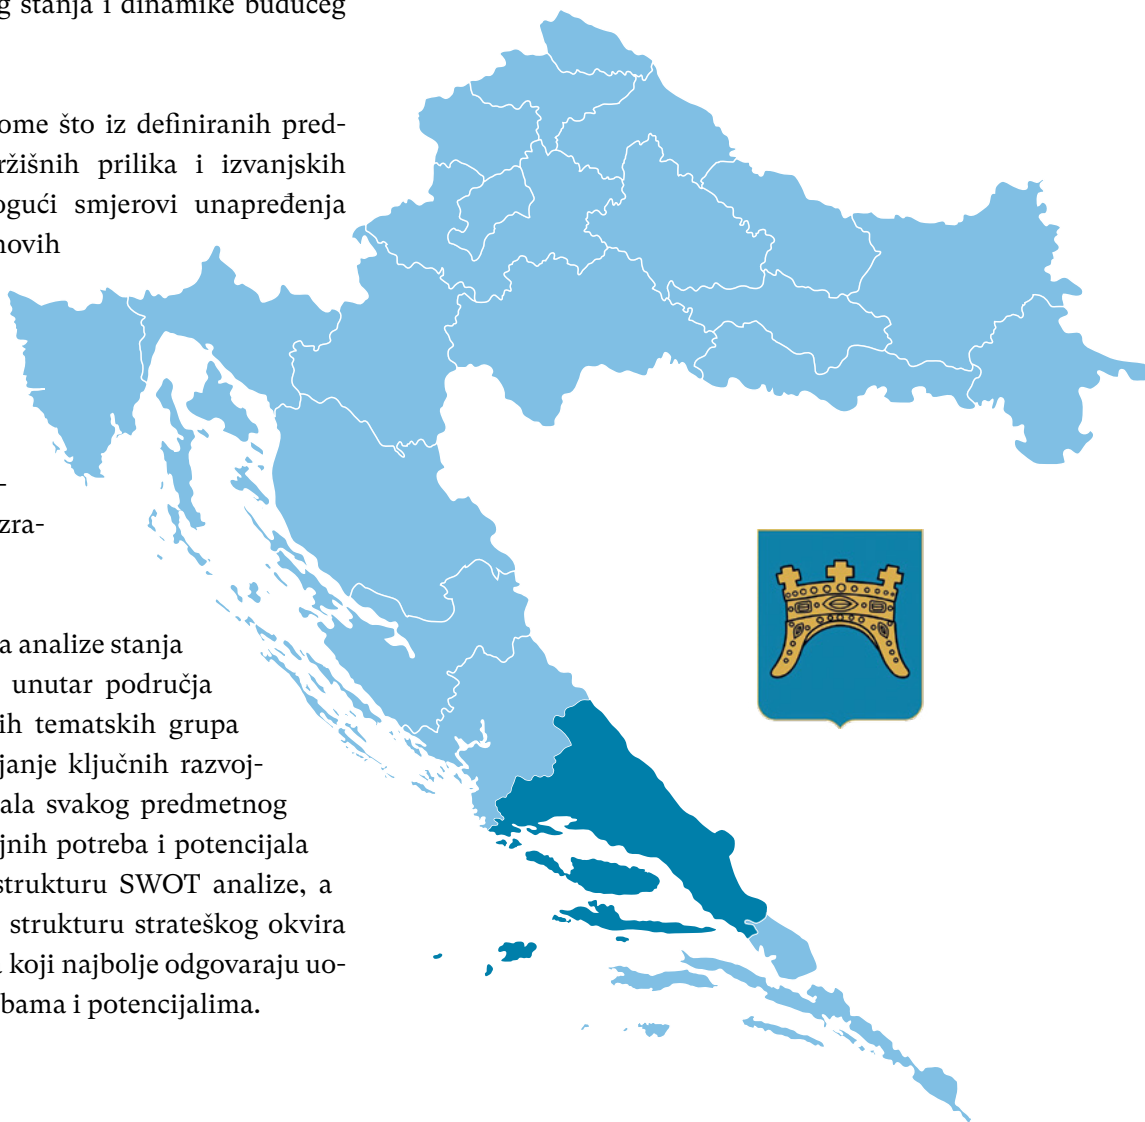 g stanja i dinamike budućeg
ome što iz definiranih pred-
ržišnih prilika i izvanjskih
ogući smjerovi unapređenja
novih
-
zra-
a analize stanja
unutar područja
ih tematskih grupa
janje ključnih razvoj-
ala svakog predmetnog
jnih potreba i potencijala
strukturu SWOT analize, a
strukturu strateškog okvira
a koji najbolje odgovaraju uo-
bama i potencijalima.